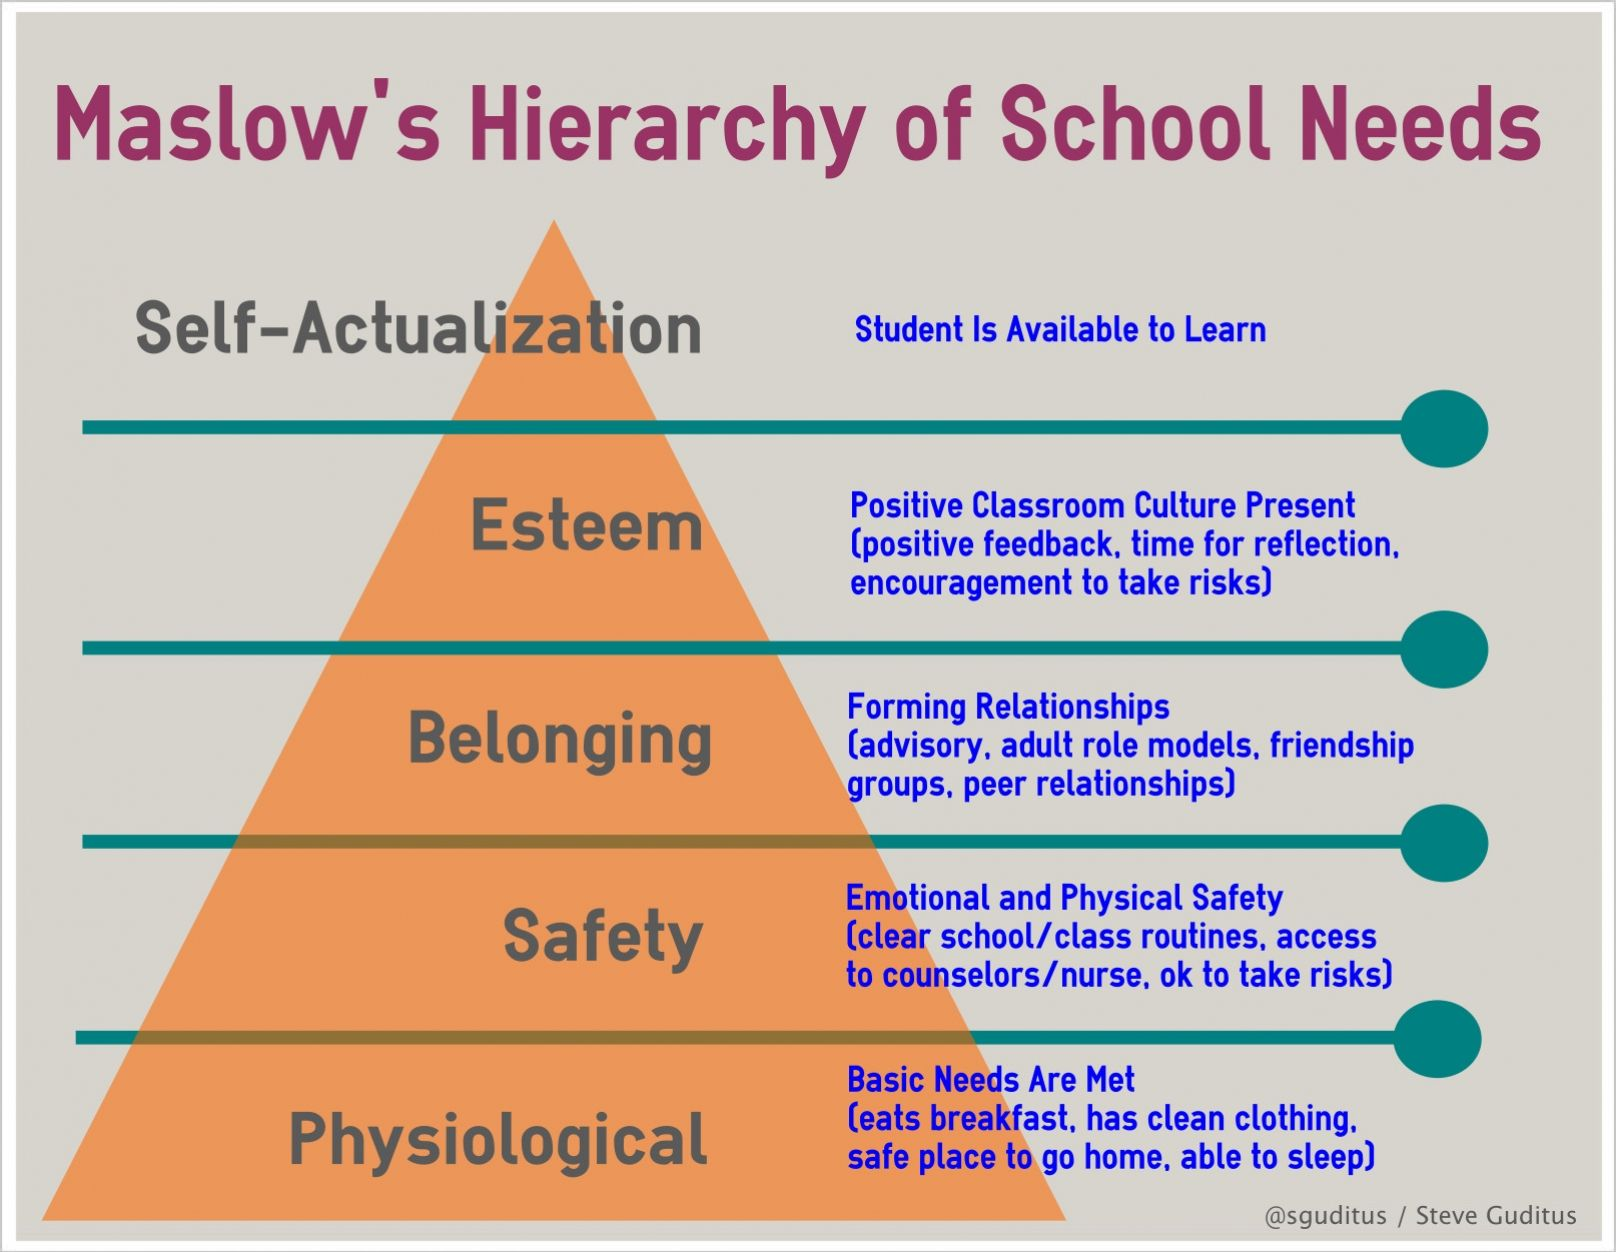 Maslow's Hierarchy of School Needs
Self-Actualization
Student Is Available to Learn
Esteem
Positive Classroom Culture Present
(positive feedback, time for reflection,
encouragement to take risks)
Belonging
Forming Relationships
(advisory, adult role models, friendship
groups, peer relationships)
Safety
Emotional and Physical Safety
(clear school/class routines, access
to counselors/nurse, ok to take risks)
Physiological
Basic Needs Are Met
(eats breakfast, has clean clothing,
safe place to go home, able to sleep)
@sguditus / Steve Guditus